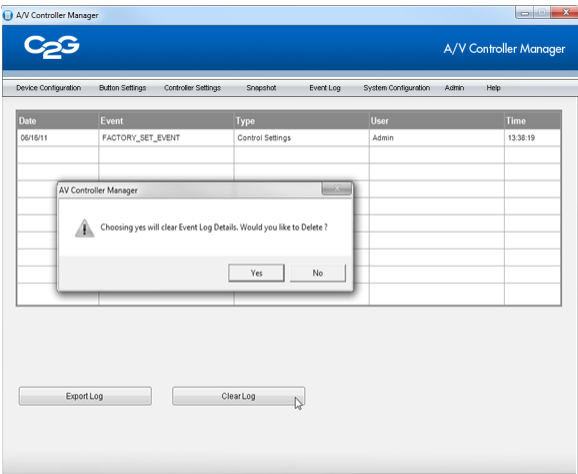 A/V Controller Manager
C2G
A/V Controller Manager
Device Configuration Button Settings Controller Settings Snapshot Event Log System Configuration Admin Help
Date Event Type User Time
06/16/11 FACTORY_SET_EVENT Control Settings Admin 13:38:19
AV Controller Manager
Choosing yes will clear Event Log Details. Would you like to Delete ?
Yes No
Export Log Clear Log